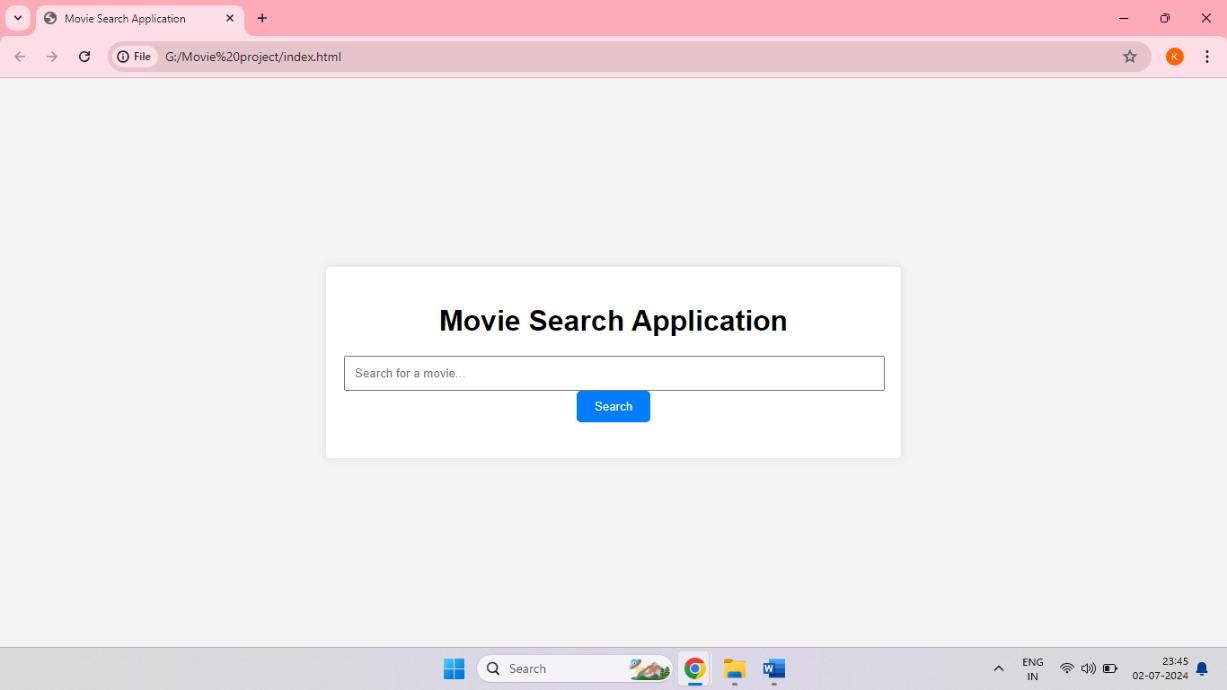 Movie Search Application
File
G:/Movie%20project/index.html
K
Movie Search Application
Search for a movie...
Search
Search
ENG
IN
23:45
02-07-2024